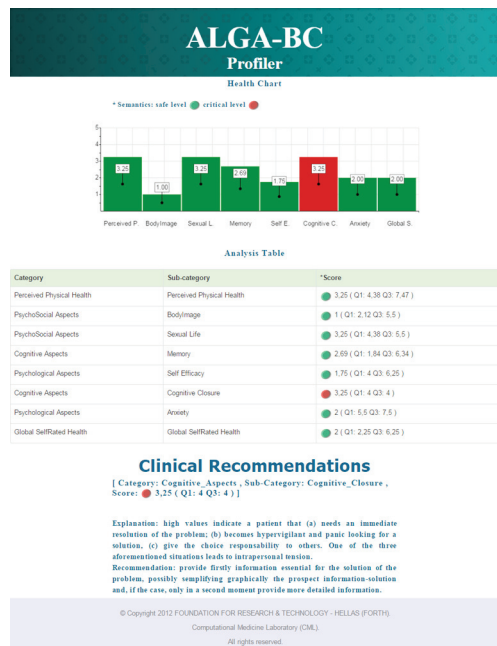 ALGA-BC
Profiler
Health Chart
* Semantics: safe level critical level
5
4
3
2
1
3.25
1.00
3.25
2.69
1.75
3.25
2.00
2.00
Perceived P. BodyImage Sexual L. Memory Self E. Cognitive C. Anxiety Global S.
Analysis Table
Category Sub-category *Score
Perceived Physical Health Perceived Physical Health 3,25 ( Q1: 4,38 Q3: 7,47 )
PsychoSocial Aspects BodyImage 1 ( Q1: 2,12 Q3: 5,5 )
PsychoSocial Aspects Sexual Life 3,25 ( Q1: 4,38 Q3: 5,5 )
Cognitive Aspects Memory 2,69 ( Q1: 1,84 Q3: 6,34 )
Psychological Aspects Self Efficacy 1,75 ( Q1: 4 Q3: 6,25 )
Cognitive Aspects Cognitive Closure 3,25 ( Q1: 4 Q3: 4 )
Psychological Aspects Anxiety 2 ( Q1: 5,5 Q3: 7,5 )
Global SelfRated Health Global SelfRated Health 2 ( Q1: 2,25 Q3: 6,25 )
Clinical Recommendations
[ Category: Cognitive_Aspects , Sub-Category: Cognitive_Closure ,
Score: 3,25 ( Q1: 4 Q3: 4 ) ]
Explanation: high values indicate a patient that (a) needs an immediate
resolution of the problem; (b) becomes hypervigilant and panic looking for a
solution, (c) give the choice responsability to others. One of the three
aforementioned situations leads to intrapersonal tension.
Recommendation: provide firstly information essential for the solution of the
problem, possibly semplifying graphically the prospect information-solution
and, if the case, only in a second moment provide more detailed information.
© Copyright 2012 FOUNDATION FOR RESEARCH & TECHNOLOGY - HELLAS (FORTH)
Computational Medicine Laboratory (CML).
All rights reserved.